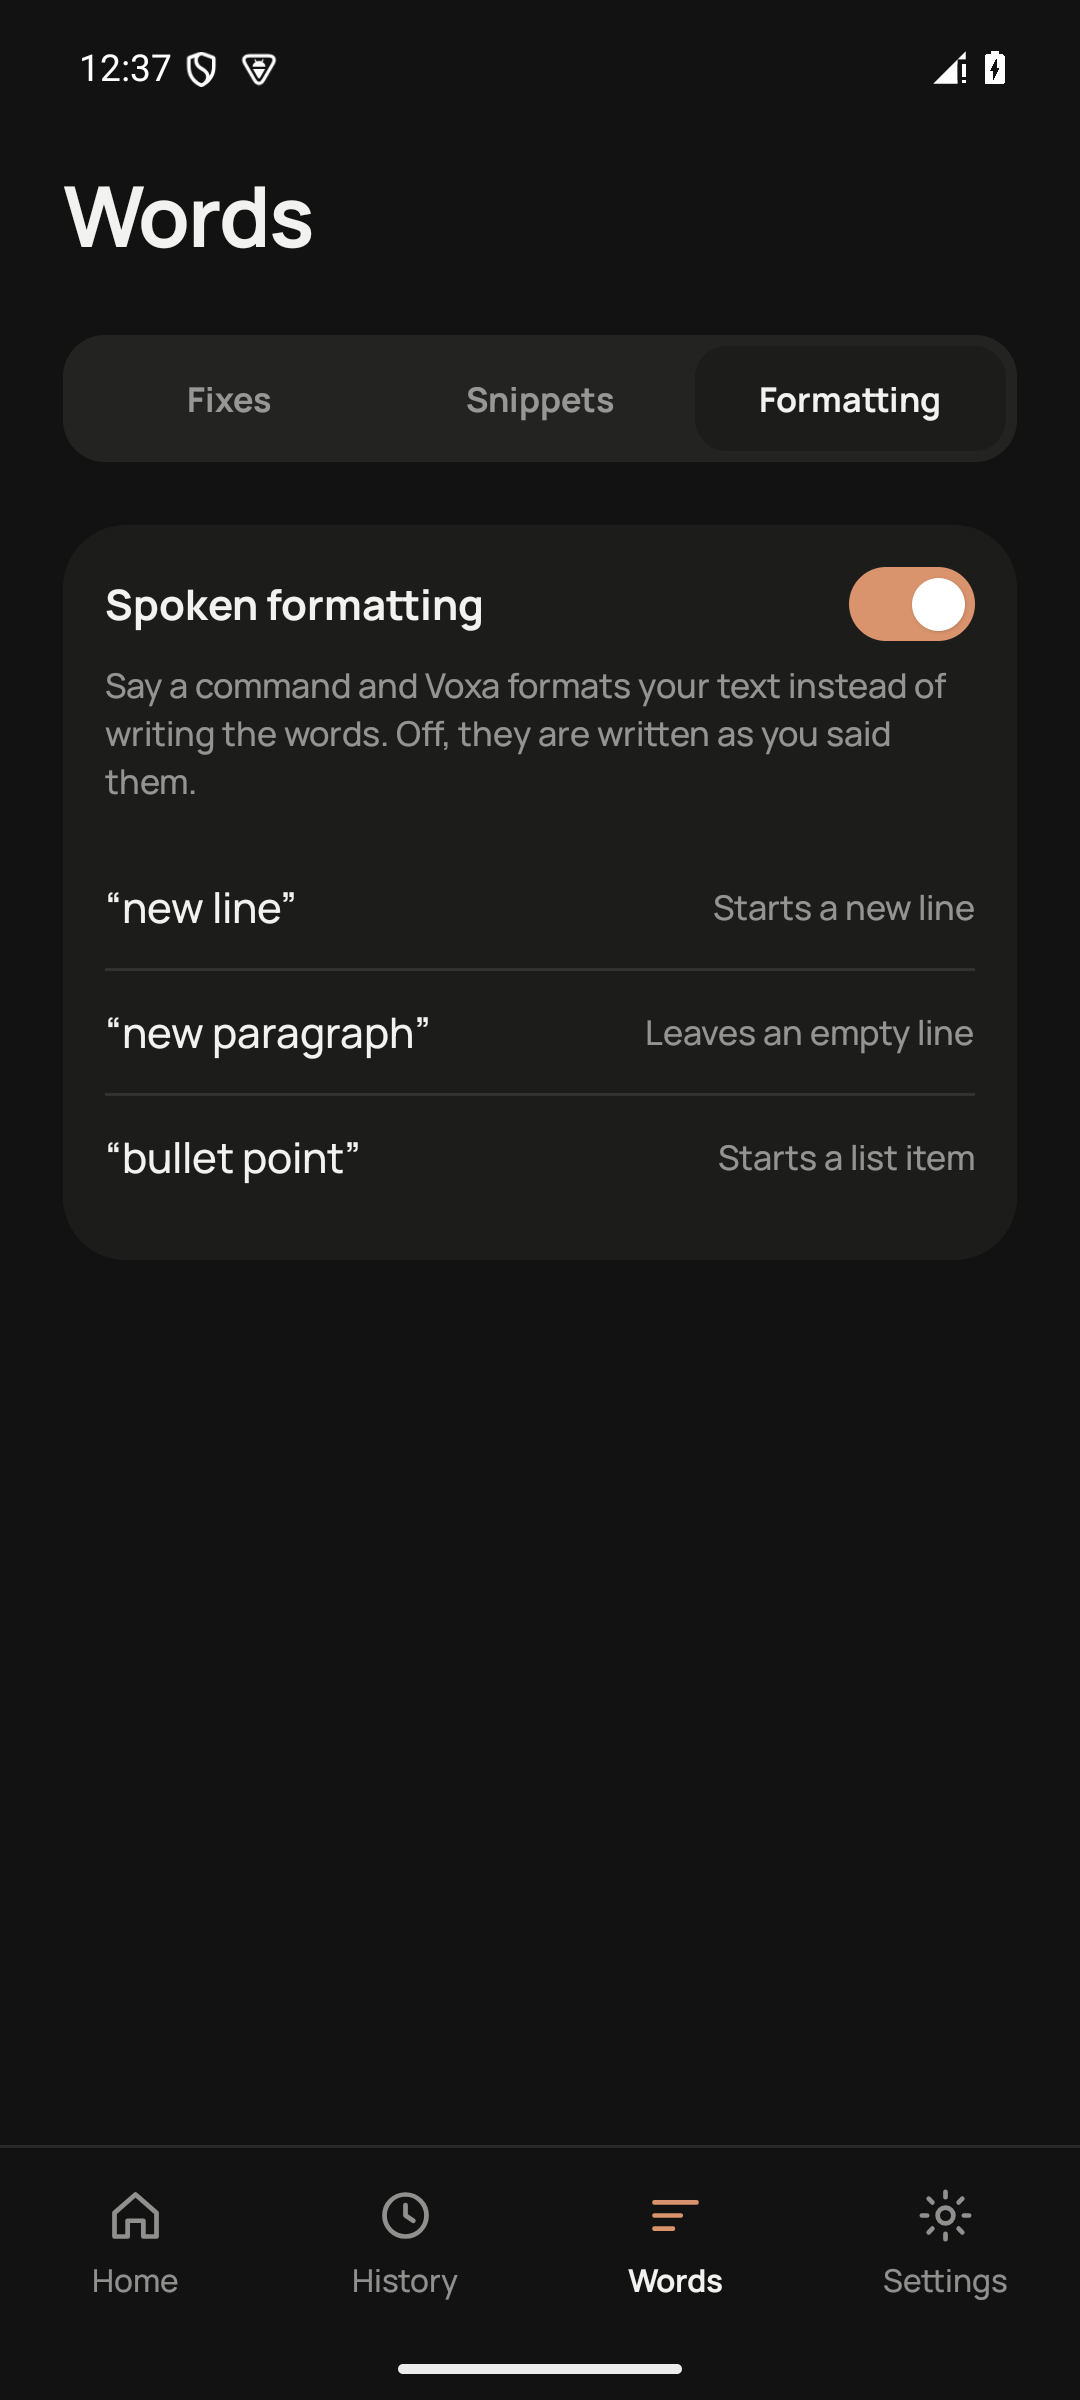 12:37
Words
Fixes Snippets Formatting
Spoken formatting
Say a command and Voxa formats your text instead of
writing the words. Off, they are written as you said
them.
“new line” Starts a new line
“new paragraph” Leaves an empty line
“bullet point” Starts a list item
Home History Words Settings